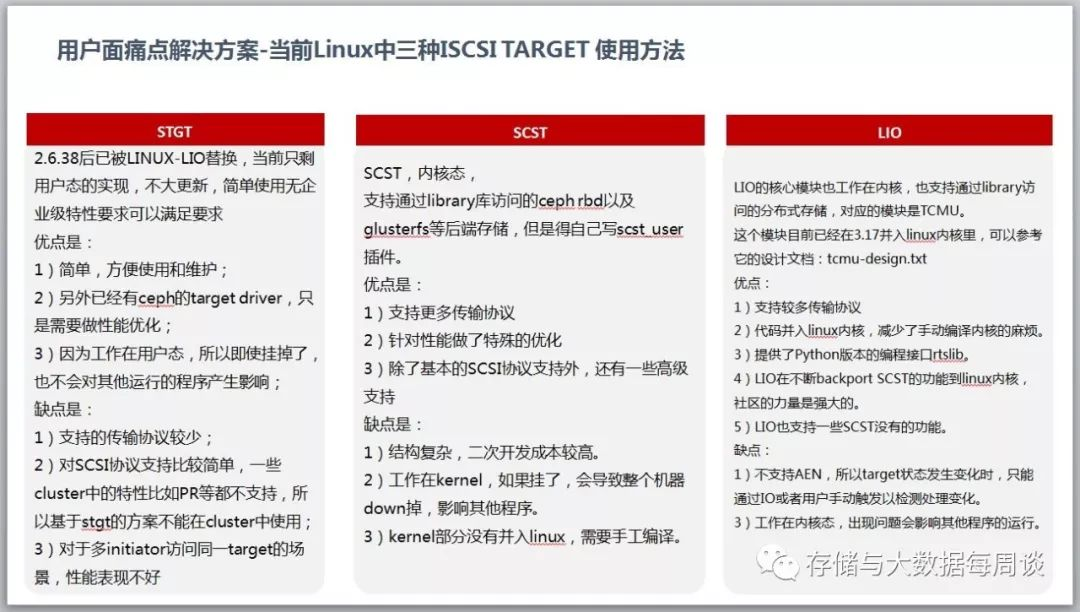 用户面痛点解决方案-当前Linux中三种ISCSI TARGET 使用方法
STGT
2.6.38后已被LINUX-LIO替换，当前只剩
用户态的实现，不大更新，简单使用无企
业级特性要求可以满足要求
优点是：
1）简单，方便使用和维护；
2）另外已经有ceph的target driver，只
是需要做性能优化；
3）因为工作在用户态，所以即使挂掉了，
也不会对其他运行的程序产生影响；
缺点是：
1）支持的传输协议较少；
2）对SCSI协议支持比较简单，一些
cluster中的特性比如PR等都不支持，所
以基于stgt的方案不能在cluster中使用；
3）对于多initiator访问同一target的场
景，性能表现不好
SCST
SCST，内核态，
支持通过library库访问的ceph rbd以及
glusterfs等后端存储，但是得自己写scst_user
插件。
优点是：
1）支持更多传输协议
2）针对性能做了特殊的优化
3）除了基本的SCSI协议支持外，还有一些高级
支持
缺点是：
1）结构复杂，二次开发成本较高。
2）工作在kernel，如果挂了，会导致整个机器
down掉，影响其他程序。
3）kernel部分没有并入linux，需要手工编译。
LIO
LIO的核心模块也工作在内核，也支持通过library访
问的分布式存储，对应的模块是TCMU。
这个模块目前已经在3.17并入linux内核里，可以参考
它的设计文档：tcmu-design.txt
优点：
1）支持较多传输协议
2）代码并入linux内核，减少了手动编译内核的麻烦。
3）提供了Python版本的编程接口rtslib。
4）LIO在不断backport SCST的功能到linux内核，
社区的力量是强大的。
5）LIO也支持一些SCST没有的功能。
缺点：
1）不支持AEN，所以target状态发生变化时，只能
通过IO或者用户手动触发以检测处理变化。
3）工作在内核态，出现问题会影响其他程序的运行。
存储与大数据每周谈